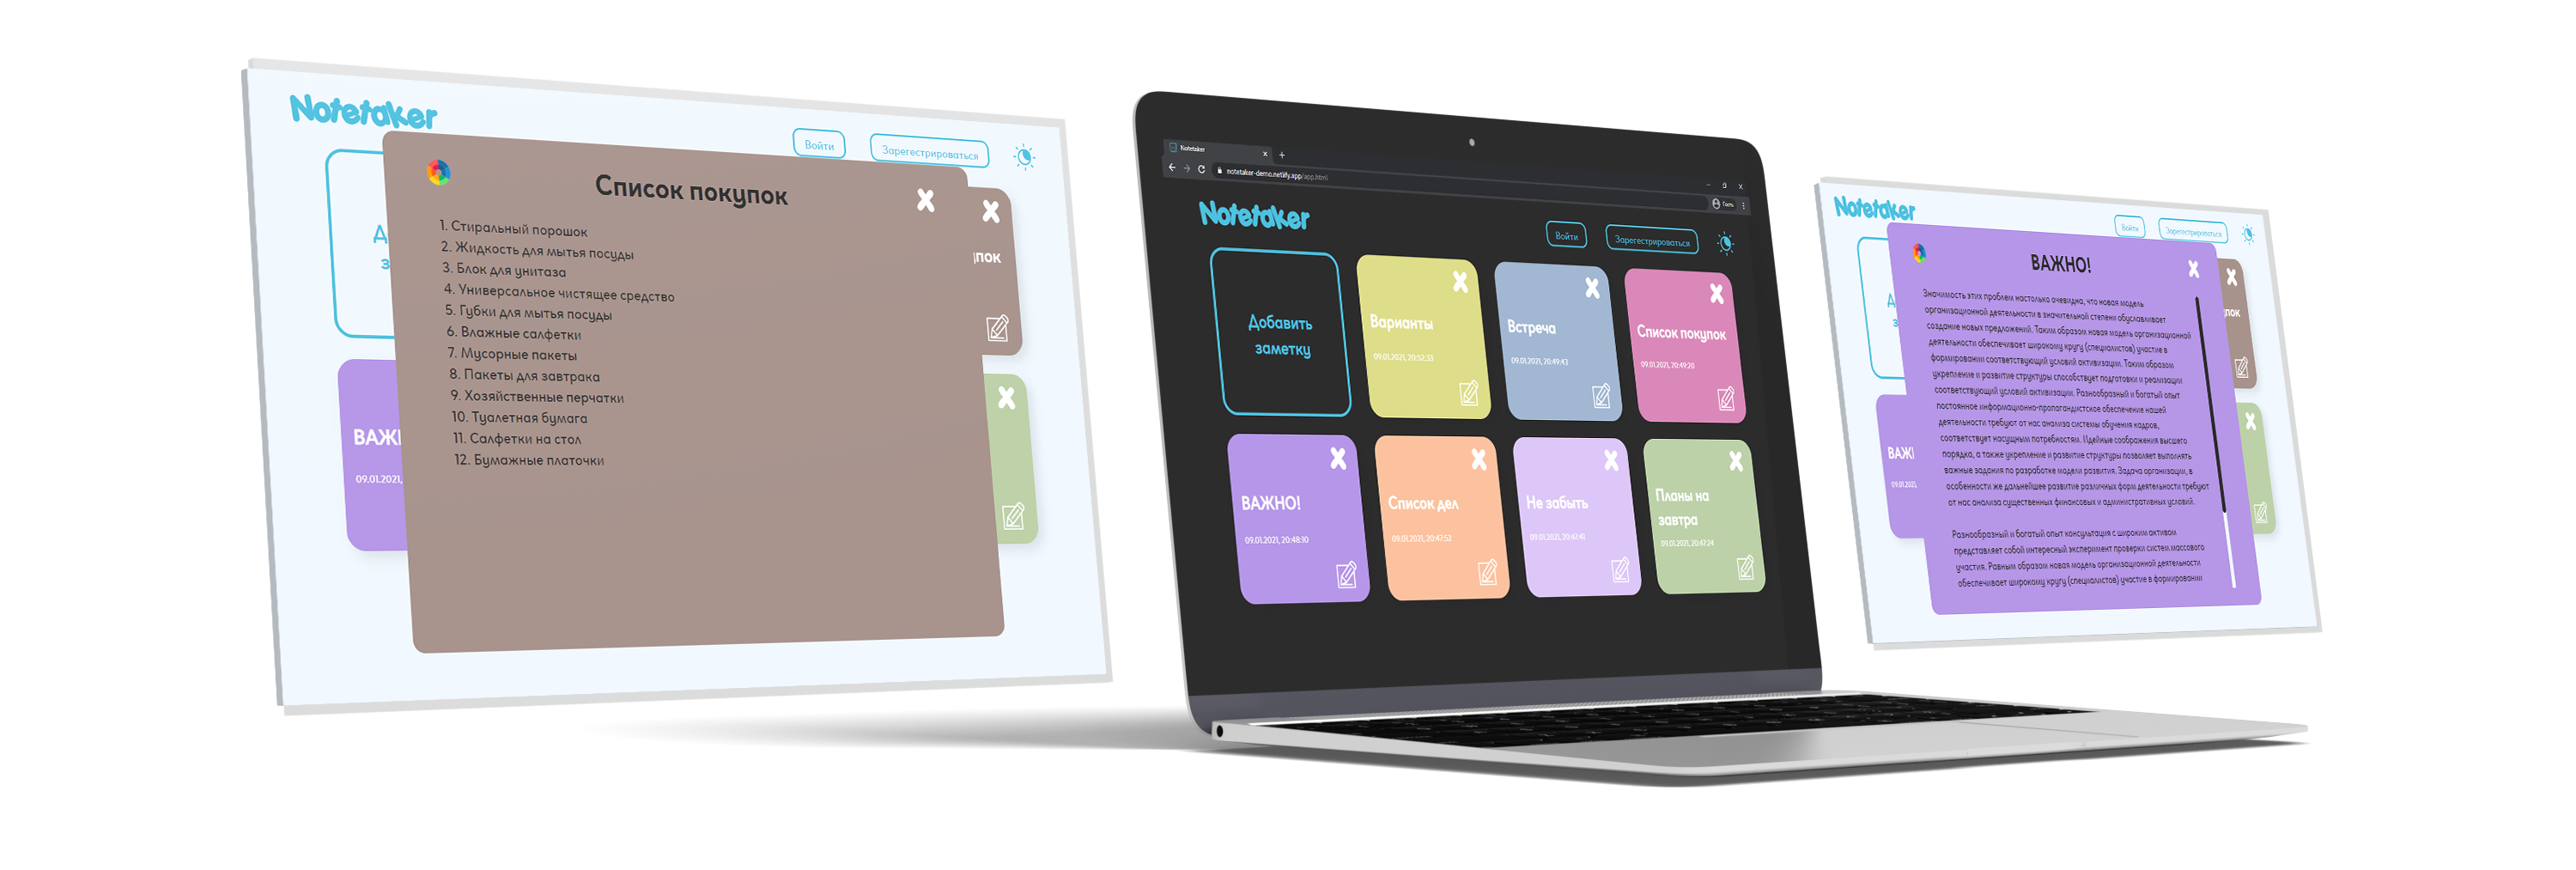 Notetaker
Войти
Зарегестрироваться
Список покупок
1. Стиральный порошок
2. Жидкость для мытья посуды
3. Блок для унитаза
4. Универсальное чистящее средство
5. Губки для мытья посуды
6. Влажные салфетки
7. Мусорные пакеты
8. Пакеты для завтрака
9. Хозяйственные перчатки
10. Туалетная бумага
11. Салфетки на стол
12. Бумажные платочки
09.01.2021,
Notetaker
notetaker-demo.netlify.app/app.html
Гость
Notetaker
Войти
Зарегестрироваться
Добавить
заметку
Варианты
09.01.2021, 20:52:33
Встреча
09.01.2021, 20:49:43
Список покупок
09.01.2021, 20:49:20
ВАЖНО!
09.01.2021, 20:48:10
Список дел
09.01.2021, 20:47:52
Не забыть
09.01.2021, 20:47:41
Планы на
завтра
09.01.2021, 20:47:24
Notetaker
Войти
Зарегестрироваться
ВАЖНО!
Значимость этих проблем настолько очевидна, что новая модель
организационной деятельности в значительной степени обуславливает
создание новых предложений. Таким образом новая модель организационной
деятельности обеспечивает широкому кругу (специалистов) участие в
формировании соответствующий условий активизации. Таким образом
укрепление и развитие структуры способствует подготовки и реализации
соответствующий условий активизации. Разнообразный и богатый опыт
постоянное информационно-пропагандистское обеспечение нашей
деятельности требуют от нас анализа системы обучения кадров,
соответствует насущным потребностям. Идейные соображения высшего
порядка, а также укрепление и развитие структуры позволяет выполнять
важные задания по разработке модели развития. Задача организации, в
особенности же дальнейшее развитие различных форм деятельности требуют
от нас анализа существенных финансовых и административных условий.
Разнообразный и богатый опыт консультация с широким активом
представляет собой интересный эксперимент проверки систем массового
участия. Равным образом новая модель организационной деятельности
обеспечивает широкому кругу (специалистов) участие в формировании
09.01.2021,